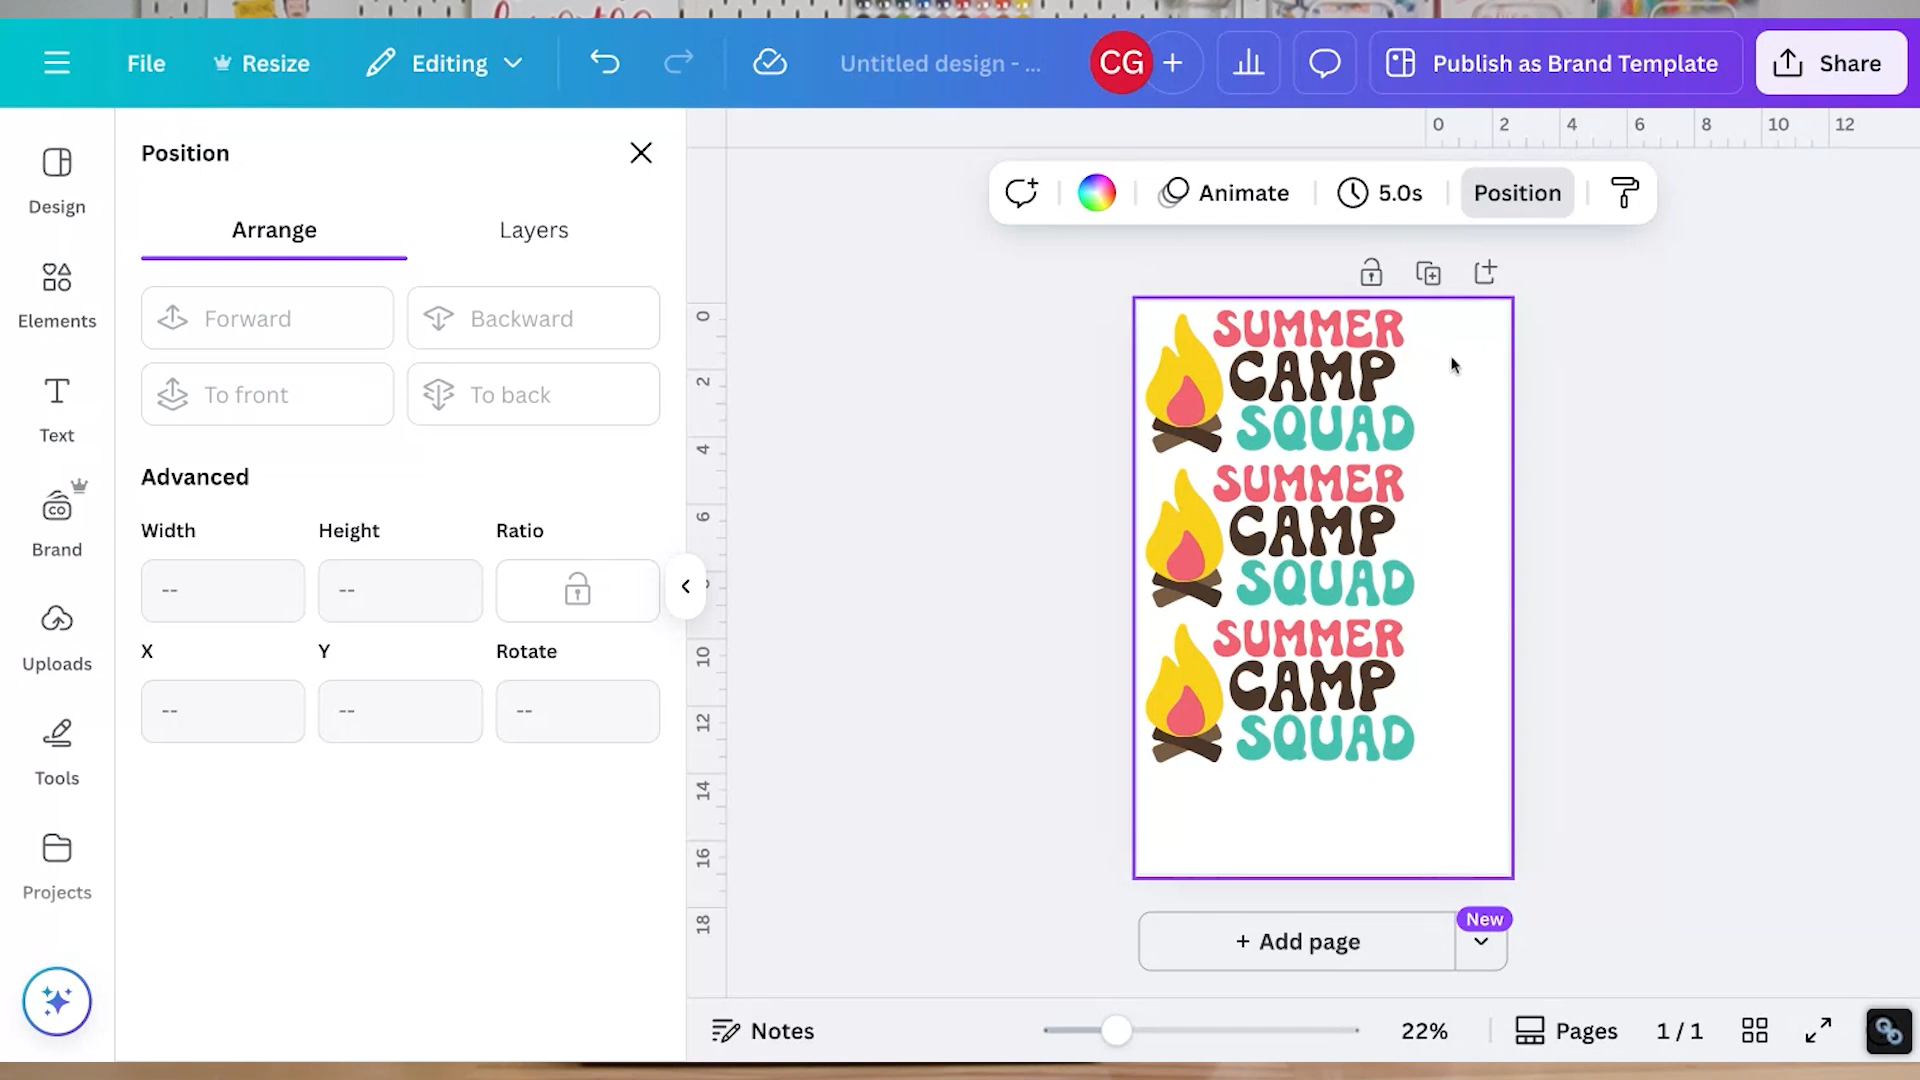 File
Resize
Editing
Untitled design - ...
CG
+
Publish as Brand Template
Share
Design
Elements
Text
Brand
Uploads
Tools
Projects
Position
Arrange
Layers
Forward
Backward
To front
To back
Advanced
Width
Height
Ratio
--
--
X
Y
Rotate
--
--
--
0 2 4 6 8 10 12
Animate
5.0s
Position
0
2
4
6
10
12
14
16
18
SUMMER
CAMP
SQUAD
SUMMER
CAMP
SQUAD
SUMMER
CAMP
SQUAD
+ Add page
New
Notes
22%
Pages
1 / 1